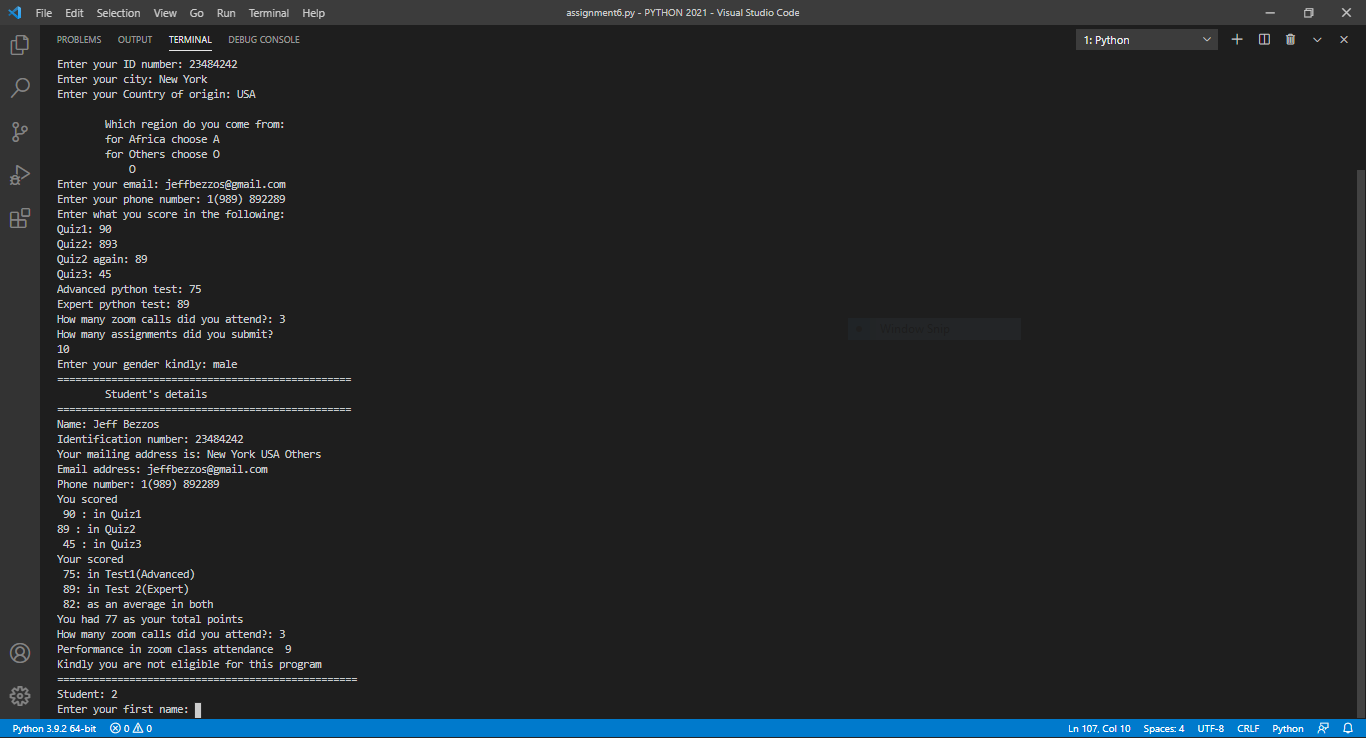 File Edit Selection View Go Run Terminal Help assignment6.py - PYTHON 2021 - Visual Studio Code
PROBLEMS OUTPUT TERMINAL DEBUG CONSOLE 1: Python
Enter your ID number: 23484242
Enter your city: New York
Enter your Country of origin: USA
Which region do you come from:
for Africa choose A
for Others choose O
O
Enter your email: jeffbezzos@gmail.com
Enter your phone number: 1(989) 892289
Enter what you score in the following:
Quiz1: 90
Quiz2: 893
Quiz2 again: 89
Quiz3: 45
Advanced python test: 75
Expert python test: 89
How many zoom calls did you attend?: 3
How many assignments did you submit?
10
Enter your gender kindly: male
=================================================
Student's details
=================================================
Name: Jeff Bezzos
Identification number: 23484242
Your mailing address is: New York USA Others
Email address: jeffbezzos@gmail.com
Phone number: 1(989) 892289
You scored
90 : in Quiz1
89 : in Quiz2
45 : in Quiz3
Your scored
75: in Test1(Advanced)
89: in Test 2(Expert)
82: as an average in both
You had 77 as your total points
How many zoom calls did you attend?: 3
Performance in zoom class attendance  9
Kindly you are not eligible for this program
==================================================
Student: 2
Enter your first name:
Window Snip
Python 3.9.2 64-bit 0 0 Ln 107, Col 10 Spaces: 4 UTF-8 CRLF Python